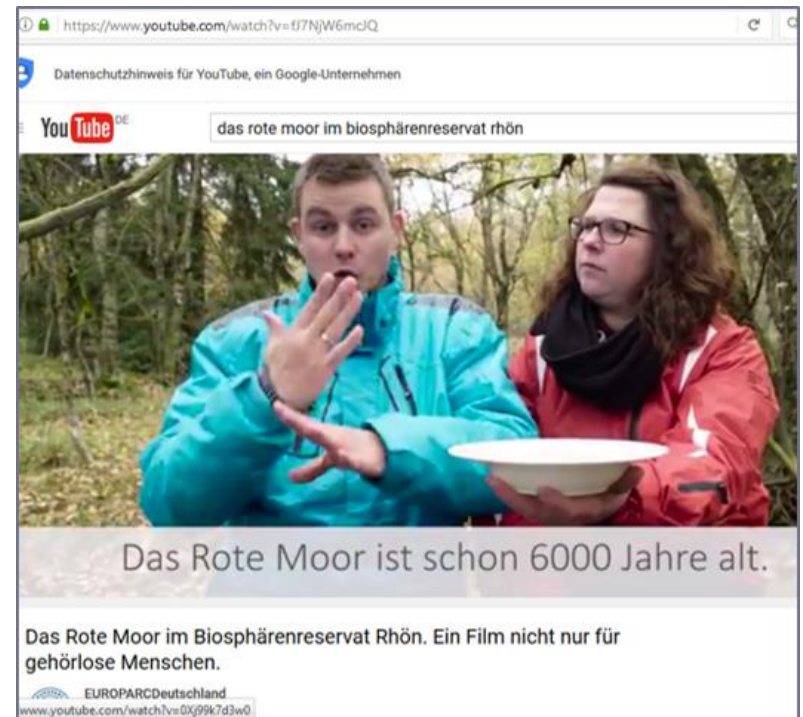 https://www.youtube.com/watch?v=fJ7NjW6mcJQ
Datenschutzhinweis für YouTube, ein Google-Unternehmen
YouTube DE
das rote moor im biosphärenreservat rhön
Das Rote Moor ist schon 6000 Jahre alt.
Das Rote Moor im Biosphärenreservat Rhön. Ein Film nicht nur für
gehörlose Menschen.
EUROPARCDeutschland
www.youtube.com/watch?v=0Xj99k7d3w0